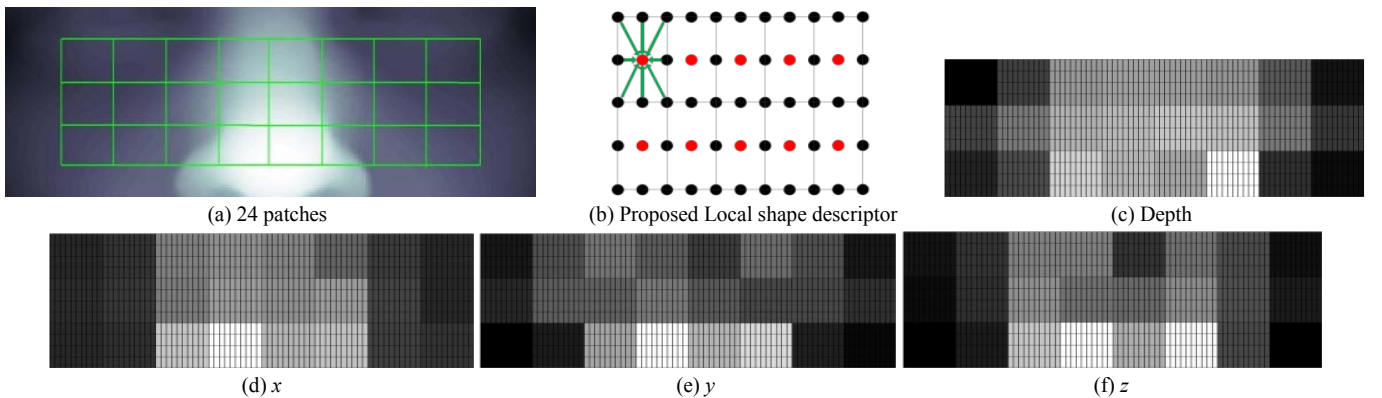 (a) 24 patches
(b) Proposed Local shape descriptor
(c) Depth
(d) x
(e) y
(f) z